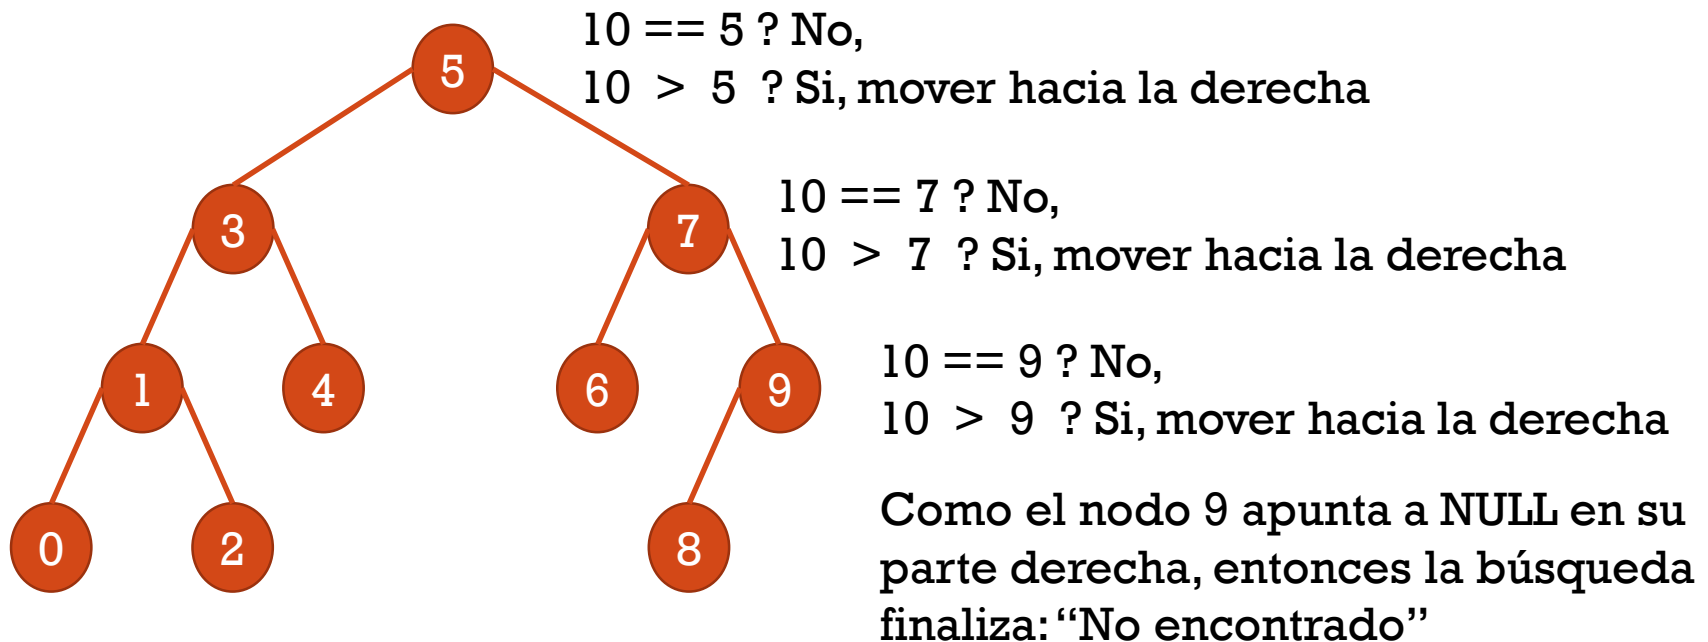 5
10 == 5 ? No,
10 > 5 ? Si, mover hacia la derecha
3
7
10 == 7 ? No,
10 > 7 ? Si, mover hacia la derecha
1
4
6
9
10 == 9 ? No,
10 > 9 ? Si, mover hacia la derecha
0
2
8
Como el nodo 9 apunta a NULL en su
parte derecha, entonces la búsqueda
finaliza: “No encontrado”